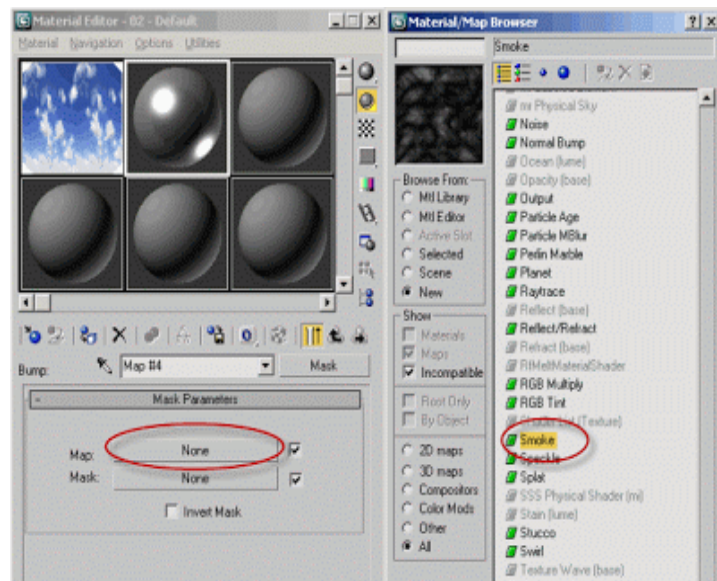 Material Editor - 02 - Default
Material Navigation Options Utilities
Bump:
Map #4
Mask
Mask Parameters
Map:
None
Mask:
None
Invert Mask
Material/Map Browser
Smoke
Browse From:
Mtl Library
Mtl Editor
Active Slot
Selected
Scene
New
Show
Materials
Maps
Incompatible
Root Only
By Object
2D maps
3D maps
Compositors
Color Mods
Other
All
mr Physical Sky
Noise
Normal Bump
Ocean (lume)
Opacity (base)
Output
Particle Age
Particle MBlur
Perlin Marble
Planet
Raytrace
Reflect (base)
Reflect/Refract
Refract (base)
RGB Multiply
RGB Tint
Smoke
Speckle
Splat
SSS Physical Shader (mi)
Stain (lume)
Stucco
Swirl
Texture Wave (base)